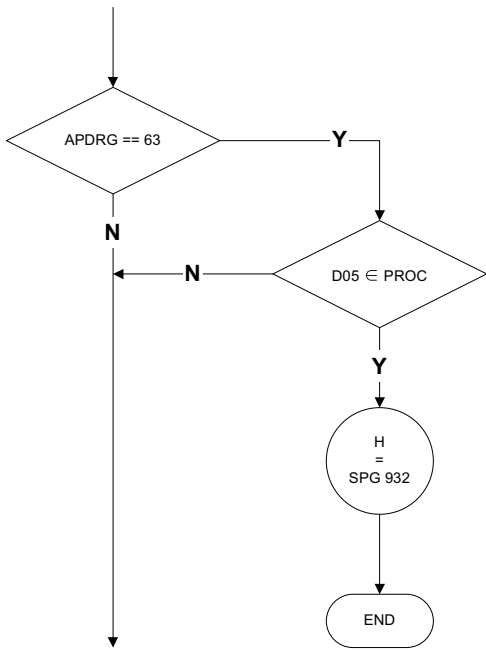 APDRG == 63
Y
N
N
D05 ∈ PROC
Y
H
=
SPG 932
END